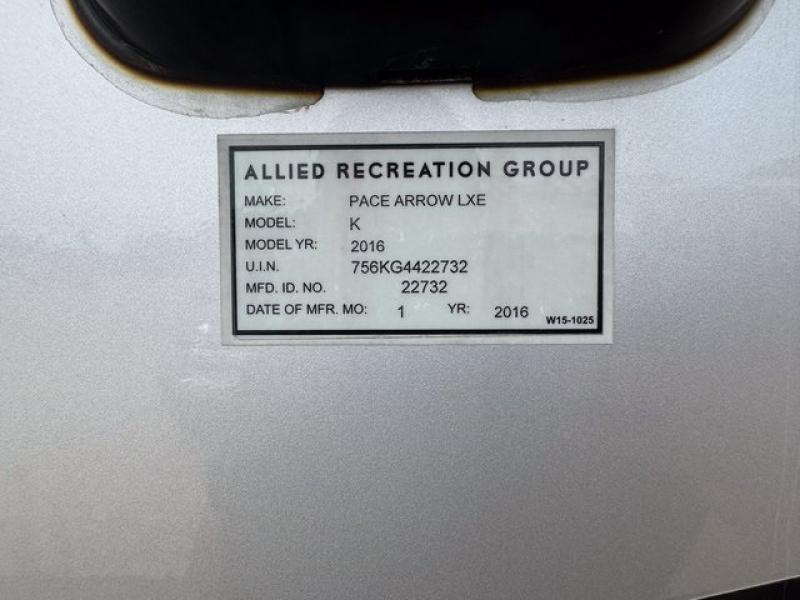 ALLIED RECREATION GROUP
MAKE: PACE ARROW LXE
MODEL: K
MODEL YR: 2016
U.I.N. 756KG4422732
MFD. ID. NO. 22732
DATE OF MFR. MO: 1 YR: 2016 W15-1025